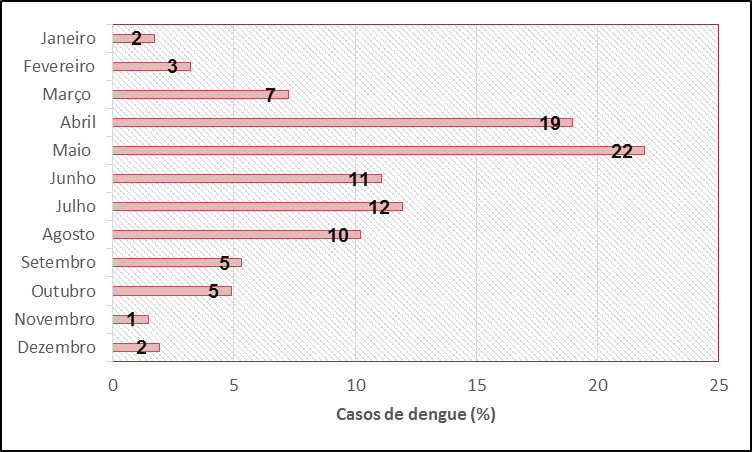 Janeiro 2
Fevereiro 3
Março 7
Abril 19
Maio 22
Junho 11
Julho 12
Agosto 10
Setembro 5
Outubro 5
Novembro 1
Dezembro 2
0 5 10 15 20 25
Casos de dengue (%)